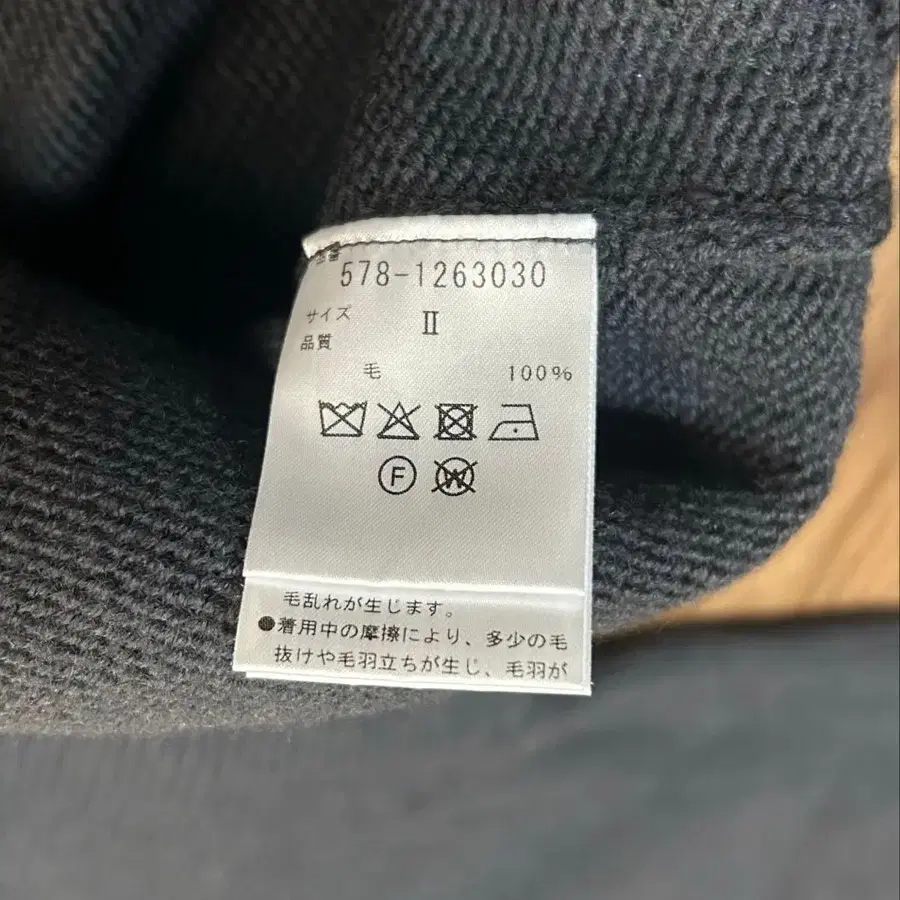 品番
578-1263030
サイズ Ⅱ
品質
毛 100%
F W
毛乱れが生じます。
●着用中の摩擦により、多少の毛
抜けや毛羽立ちが生じ、毛羽が